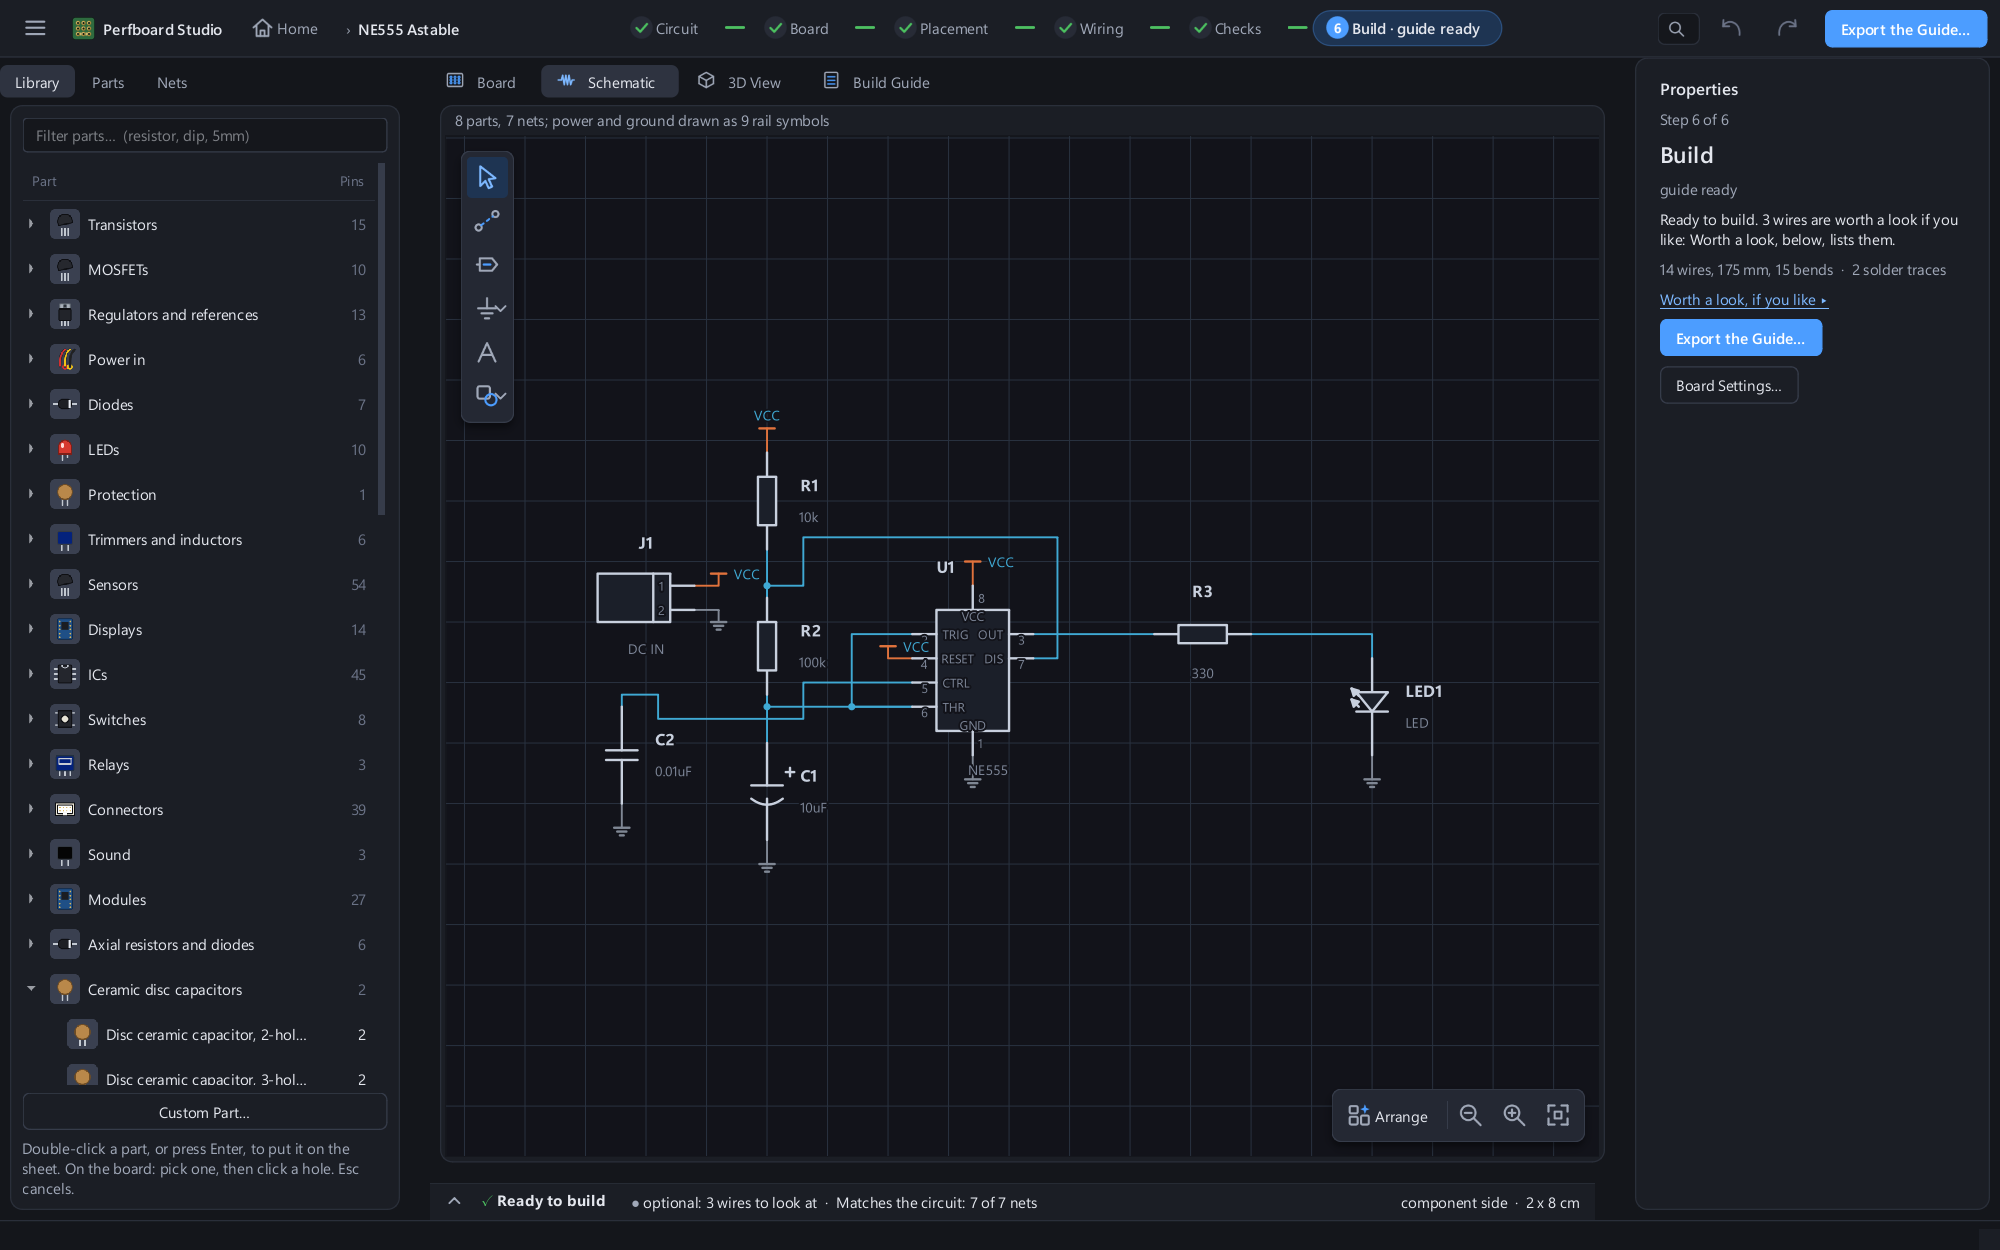 Perfboard Studio
Home
› NE555 Astable
Circuit
Board
Placement
Wiring
Checks
6 Build · guide ready
Export the Guide...
Library
Parts
Nets
Board
Schematic
3D View
Build Guide
Filter parts... (resistor, dip, 5mm)
Part Pins
Transistors 15
MOSFETs 10
Regulators and references 13
Power in 6
Diodes 7
LEDs 10
Protection 1
Trimmers and inductors 6
Sensors 54
Displays 14
ICs 45
Switches 8
Relays 3
Connectors 39
Sound 3
Modules 27
Axial resistors and diodes 6
Ceramic disc capacitors 2
Disc ceramic capacitor, 2-hol... 2
Disc ceramic capacitor, 3-hol... 2
Custom Part...
Double-click a part, or press Enter, to put it on the
sheet. On the board: pick one, then click a hole. Esc
cancels.
8 parts, 7 nets; power and ground drawn as 9 rail symbols
VCC
R1
10k
J1
VCC
1
2
DC IN
R2
100k
U1
VCC
8
VCC
2 TRIG OUT 3
VCC
4 RESET DIS 7
5 CTRL
6 THR
GND
1
NE555
R3
330
LED1
LED
C2
0.01uF
+ C1
10uF
Arrange
Ready to build
optional: 3 wires to look at · Matches the circuit: 7 of 7 nets
component side · 2 x 8 cm
Properties
Step 6 of 6
Build
guide ready
Ready to build. 3 wires are worth a look if you
like: Worth a look, below, lists them.
14 wires, 175 mm, 15 bends · 2 solder traces
Worth a look, if you like ▸
Export the Guide...
Board Settings...